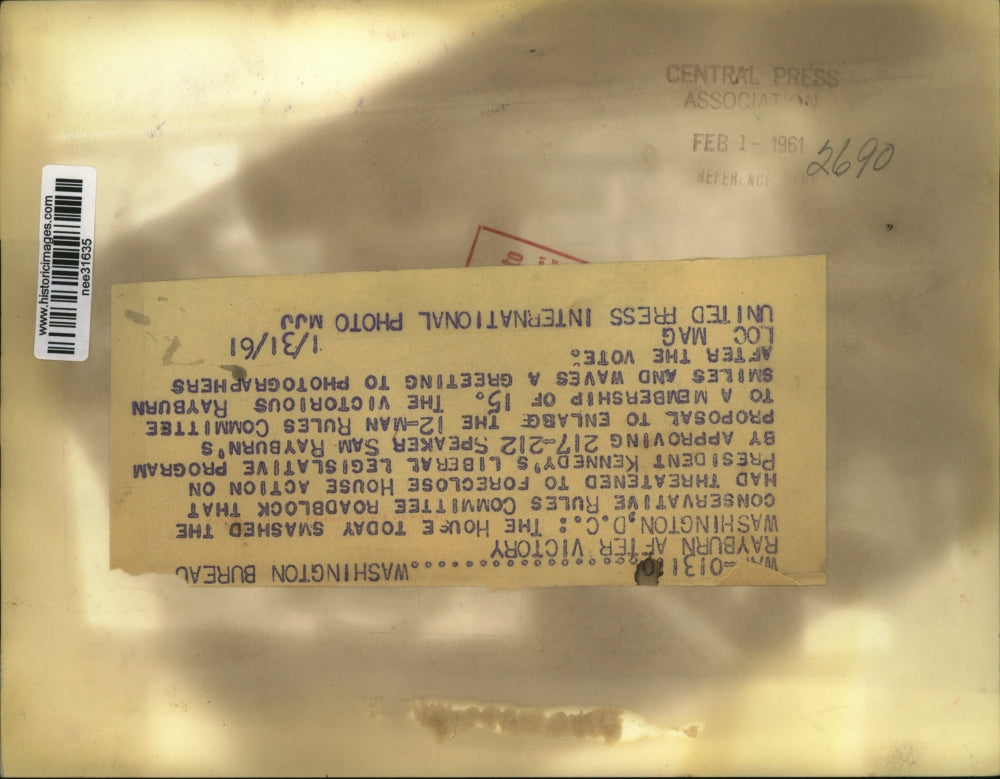 CENTRAL PRESS
ASSOCIATION
FEB 1 - 1961
2690
REFERENCE
www.historicimages.com
nee31635
WASHINGTON BUREAU
RAYBURN AFTER VICTORY
WASHINGTON,D.C.: THE HOUSE TODAY SMASHED THE
CONSERVATIVE RULES COMMITTEE ROADBLOCK THAT
HAD THREATENED TO FORECLOSE HOUSE ACTION ON
PRESIDENT KENNEDY'S LIBERAL LEGISLATIVE PROGRAM
BY APPROVING 217-212 SPEAKER SAM RAYBURN'S
PROPOSAL TO ENLARGE THE 12-MAN RULES COMMITTEE
TO A MEMBERSHIP OF 15. THE VICTORIOUS RAYBURN
SMILES AND WAVES A GREETING TO PHOTOGRAPHERS
AFTER THE VOTE.
LOC MAG 1/31/61
UNITED PRESS INTERNATIONAL PHOTO MJJ